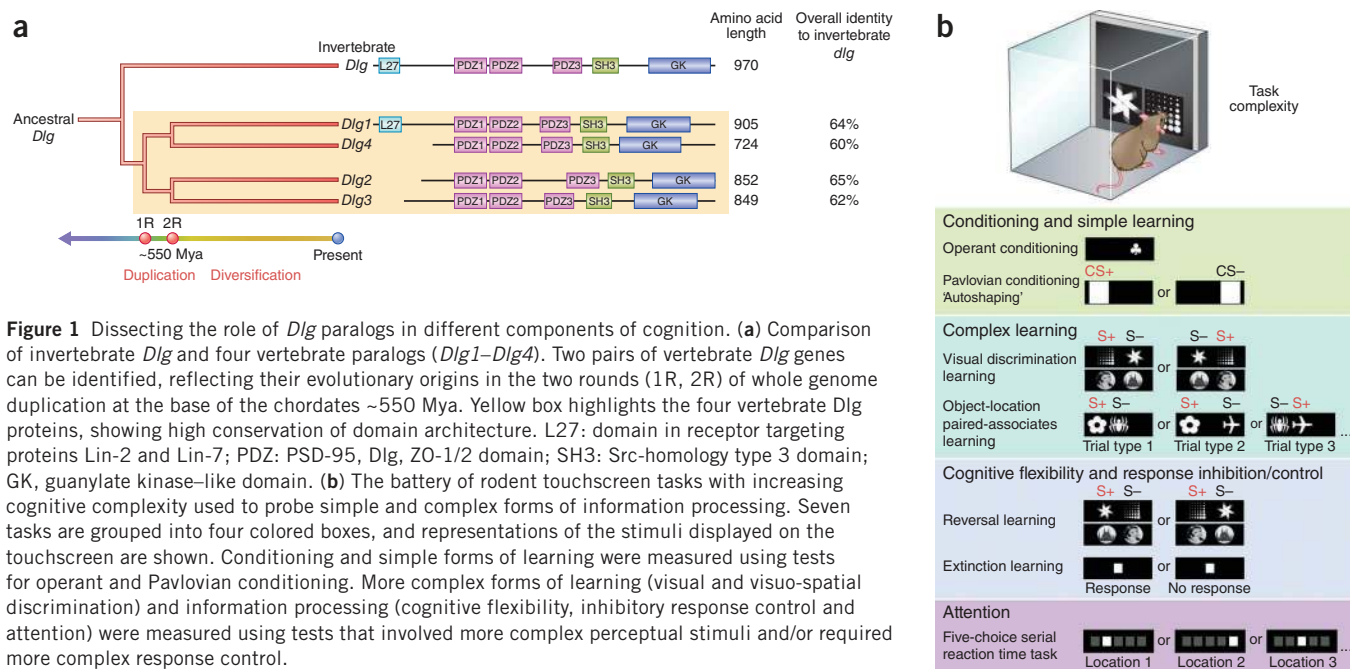 a
Amino acid length
Overall identity to invertebrate dlg
Invertebrate
Dlg L27 PDZ1 PDZ2 PDZ3 SH3 GK 970
Ancestral Dlg
Dlg1 L27 PDZ1 PDZ2 PDZ3 SH3 GK 905 64%
Dlg4 PDZ1 PDZ2 PDZ3 SH3 GK 724 60%
Dlg2 PDZ1 PDZ2 PDZ3 SH3 GK 852 65%
Dlg3 PDZ1 PDZ2 PDZ3 SH3 GK 849 62%
1R 2R
~550 Mya Present
Duplication Diversification
Figure 1 Dissecting the role of Dlg paralogs in different components of cognition. (a) Comparison
of invertebrate Dlg and four vertebrate paralogs (Dlg1–Dlg4). Two pairs of vertebrate Dlg genes
can be identified, reflecting their evolutionary origins in the two rounds (1R, 2R) of whole genome
duplication at the base of the chordates ~550 Mya. Yellow box highlights the four vertebrate Dlg
proteins, showing high conservation of domain architecture. L27: domain in receptor targeting
proteins Lin-2 and Lin-7; PDZ: PSD-95, Dlg, ZO-1/2 domain; SH3: Src-homology type 3 domain;
GK, guanylate kinase–like domain. (b) The battery of rodent touchscreen tasks with increasing
cognitive complexity used to probe simple and complex forms of information processing. Seven
tasks are grouped into four colored boxes, and representations of the stimuli displayed on the
touchscreen are shown. Conditioning and simple forms of learning were measured using tests
for operant and Pavlovian conditioning. More complex forms of learning (visual and visuo-spatial
discrimination) and information processing (cognitive flexibility, inhibitory response control and
attention) were measured using tests that involved more complex perceptual stimuli and/or required
more complex response control.
b
Task
complexity
Conditioning and simple learning
Operant conditioning
CS+ CS–
Pavlovian conditioning
'Autoshaping'
or
Complex learning
S+ S– S– S+
Visual discrimination
learning
or
S+ S– S+ S– S– S+
Object-location
paired-associates
learning
or or ...
Trial type 1 Trial type 2 Trial type 3
Cognitive flexibility and response inhibition/control
S+ S– S+ S–
Reversal learning or
Extinction learning or
Response No response
Attention
Five-choice serial
reaction time task
or or ...
Location 1 Location 2 Location 3